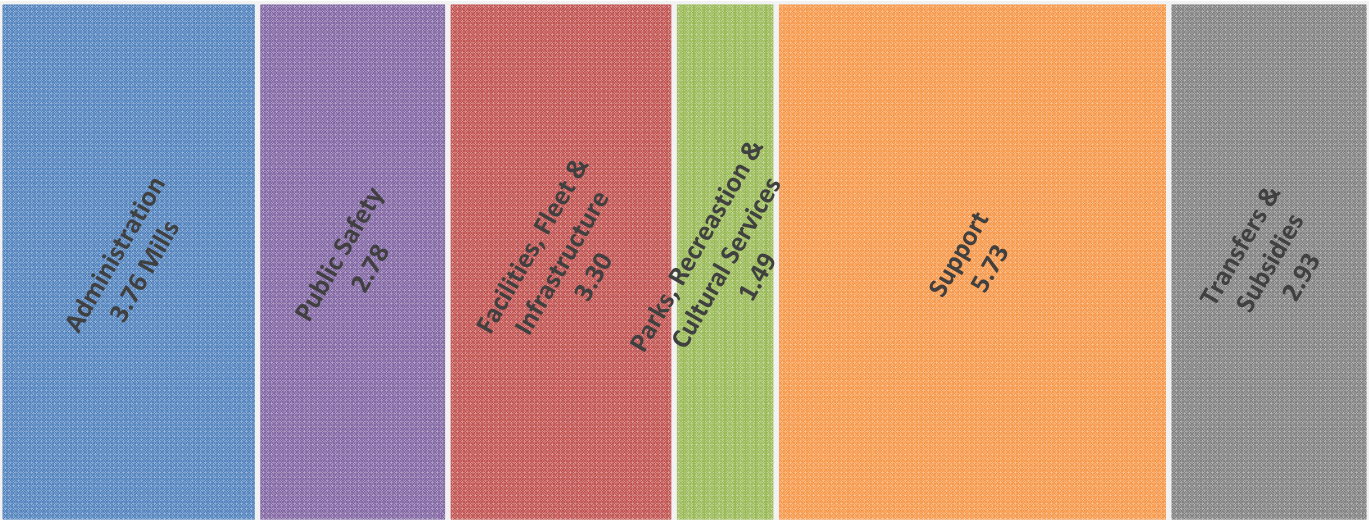 Administration
3.76 Mills
Public Safety
2.78
Facilities, Fleet &
Infrastructure
3.30
Parks, Recreastion &
Cultural Services
1.49
Support
5.73
Transfers &
Subsidies
2.93